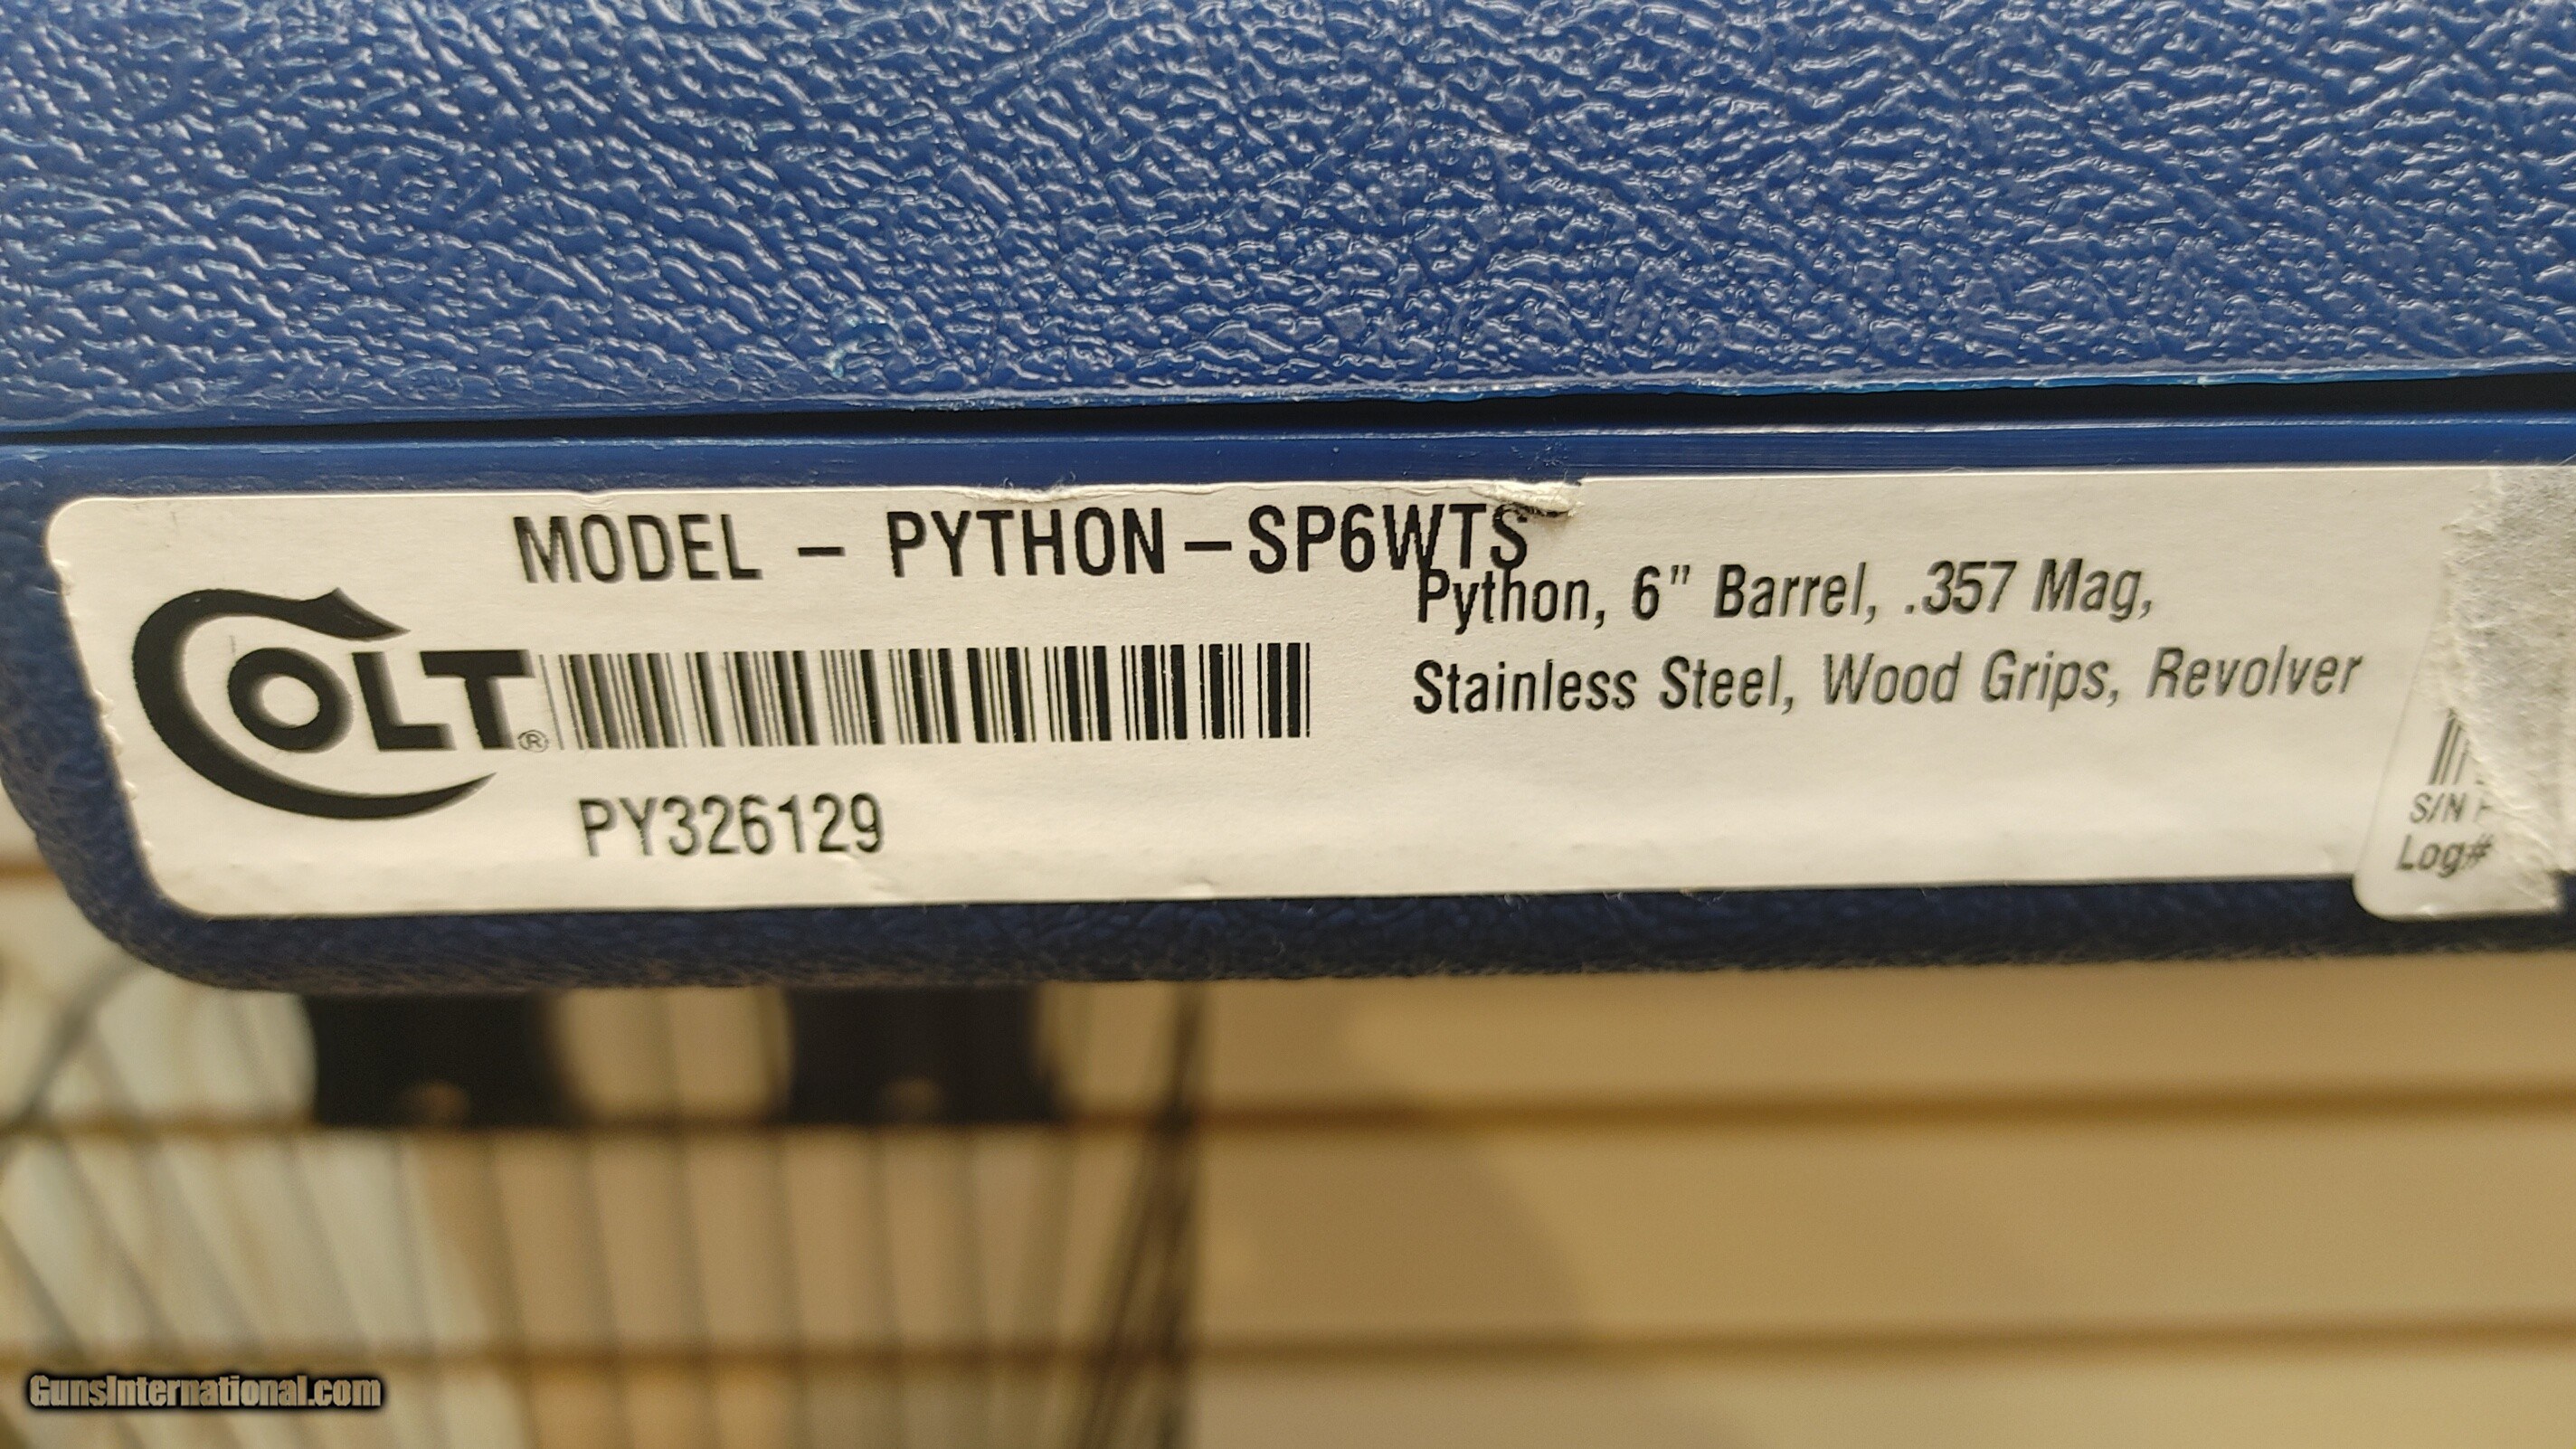 MODEL – PYTHON –SP6WTS
Python, 6” Barrel, .357 Mag,
COLT®
Stainless Steel, Wood Grips, Revolver
PY326129
S/N
Log#
GunsInternational.com